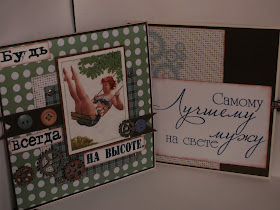 Будь
всегда
НА ВЫСОТЕ.
Самому
Лучшему
мужу
на свете